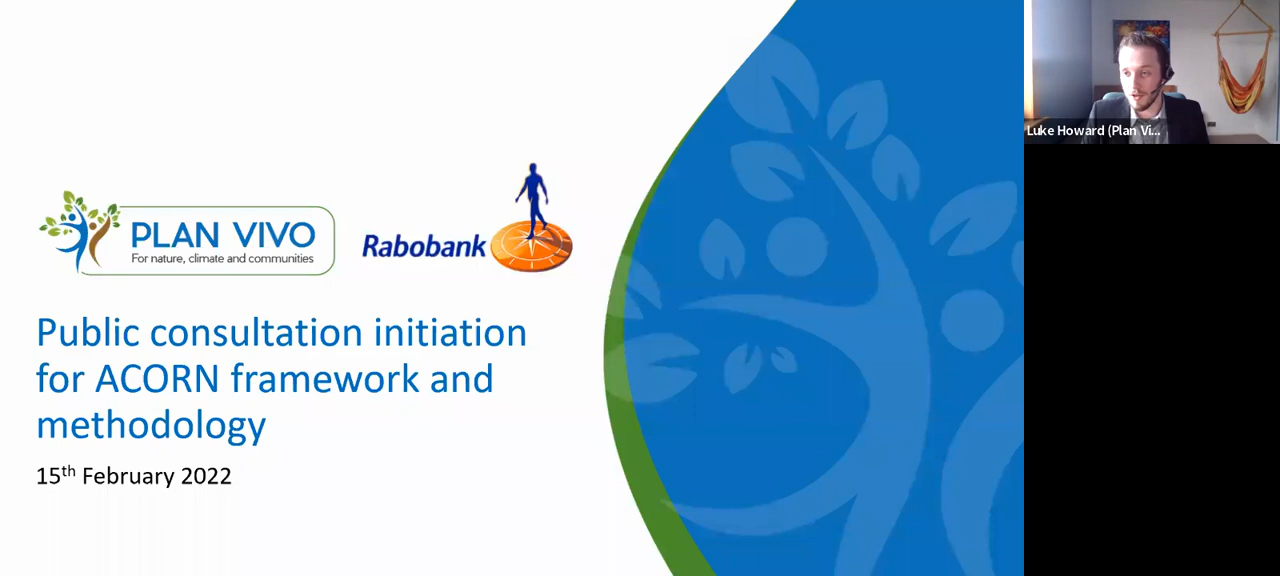 PLAN VIVO
For nature, climate and communities
Rabobank
Public consultation initiation
for ACORN framework and
methodology
15th February 2022
Luke Howard (Plan Vi...